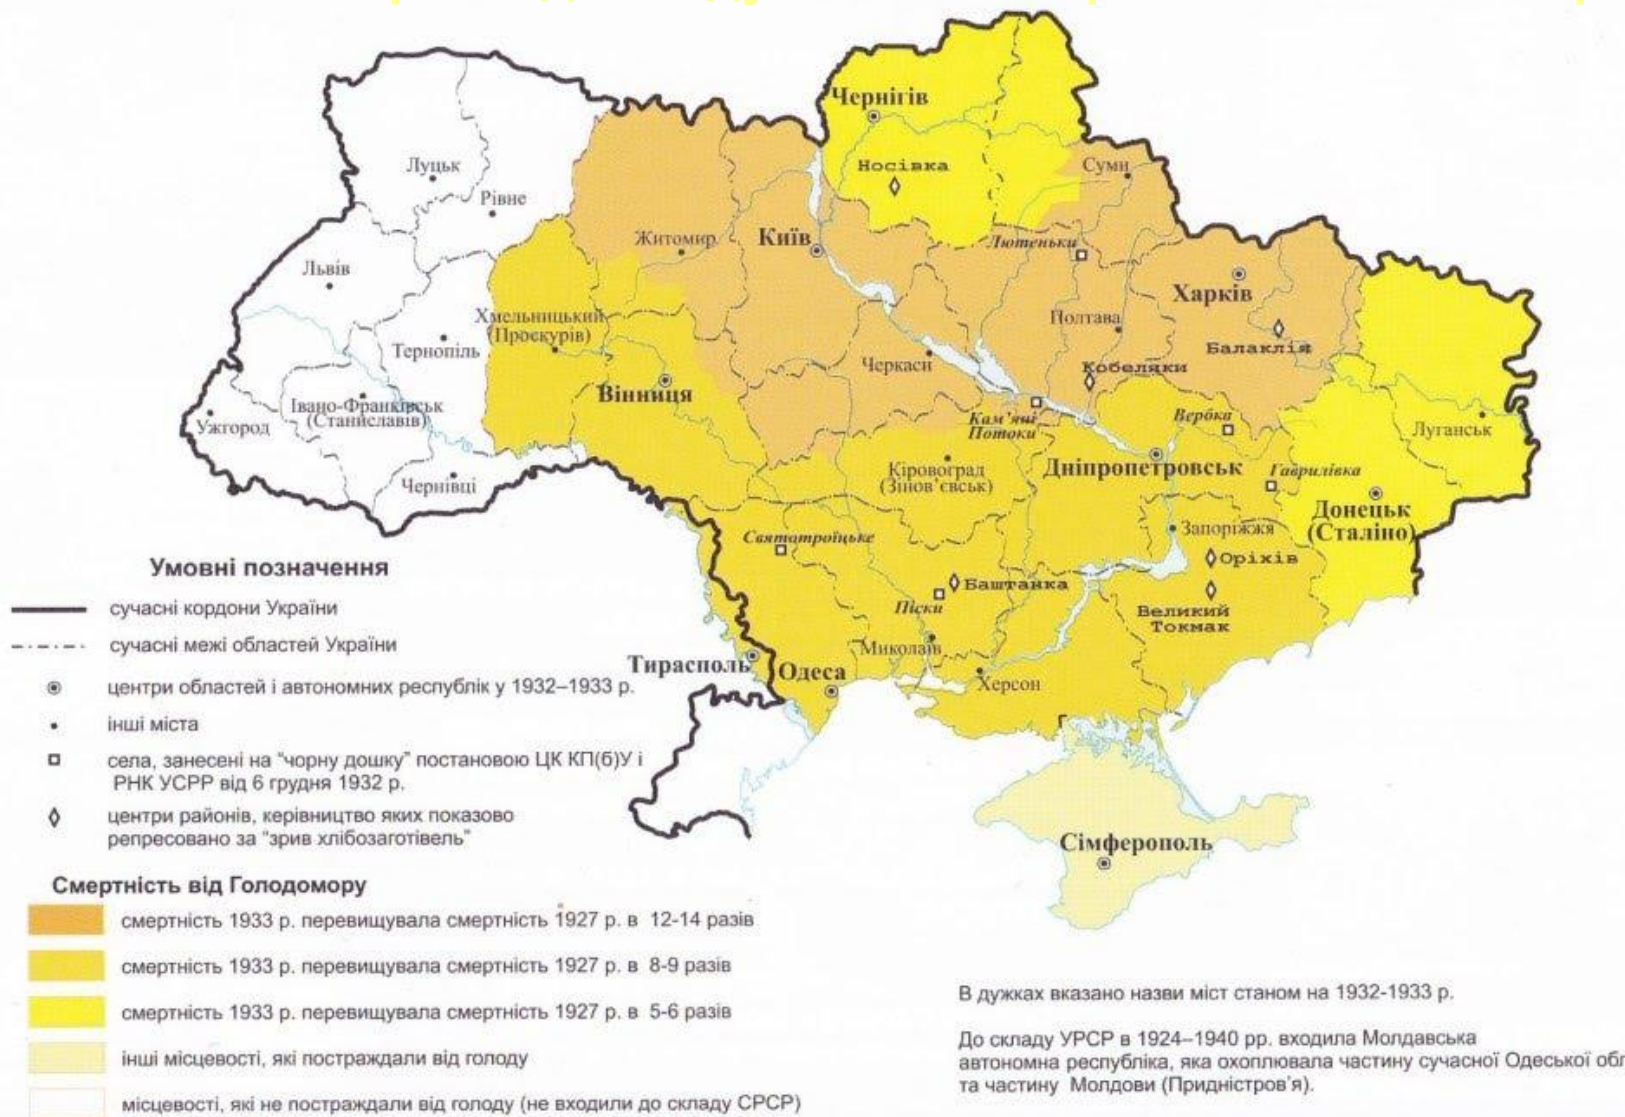 Чернігів
Носівка
Суми
Луцьк
Рівне
Житомир
Київ
Лютеньки
Львів
Харків
Хмельницький
(Проскурів)
Тернопіль
Полтава
Балаклія
Черкаси
Кобеляки
Вінниця
Івано-Франківськ
(Станиславів)
Ужгород
Кам’яні
Потоки
Вербка
Луганськ
Чернівці
Кіровоград
(Зінов’євськ)
Дніпропетровськ
Гаврилівка
Донецьк
(Сталіно)
Святотроїцьке
Запоріжжя
Оріхів
Баштанка
Піски
Великий
Токмак
Миколаїв
Тирасполь
Одеса
Херсон
Сімферополь
Умовні позначення
сучасні кордони України
сучасні межі областей України
центри областей і автономних республік у 1932–1933 р.
інші міста
села, занесені на “чорну дошку” постановою ЦК КП(б)У і
РНК УСРР від 6 грудня 1932 р.
центри районів, керівництво яких показово
репресовано за “зрив хлібозаготівель”
Смертність від Голодомору
смертність 1933 р. перевищувала смертність 1927 р. в 12-14 разів
смертність 1933 р. перевищувала смертність 1927 р. в 8-9 разів
смертність 1933 р. перевищувала смертність 1927 р. в 5-6 разів
інші місцевості, які постраждали від голоду
місцевості, які не постраждали від голоду (не входили до складу СРСР)
В дужках вказано назви міст станом на 1932-1933 р.
До складу УРСР в 1924–1940 рр. входила Молдавська
автономна республіка, яка охоплювала частину сучасної Одеської обл
та частину Молдови (Придністров’я).